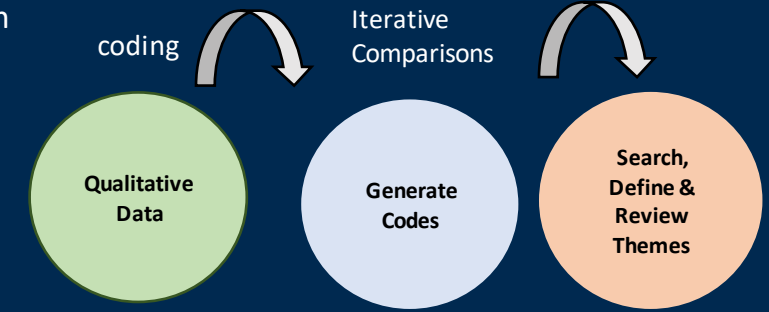 coding
Iterative
Comparisons
Qualitative
Data
Generate
Codes
Search,
Define &
Review
Themes